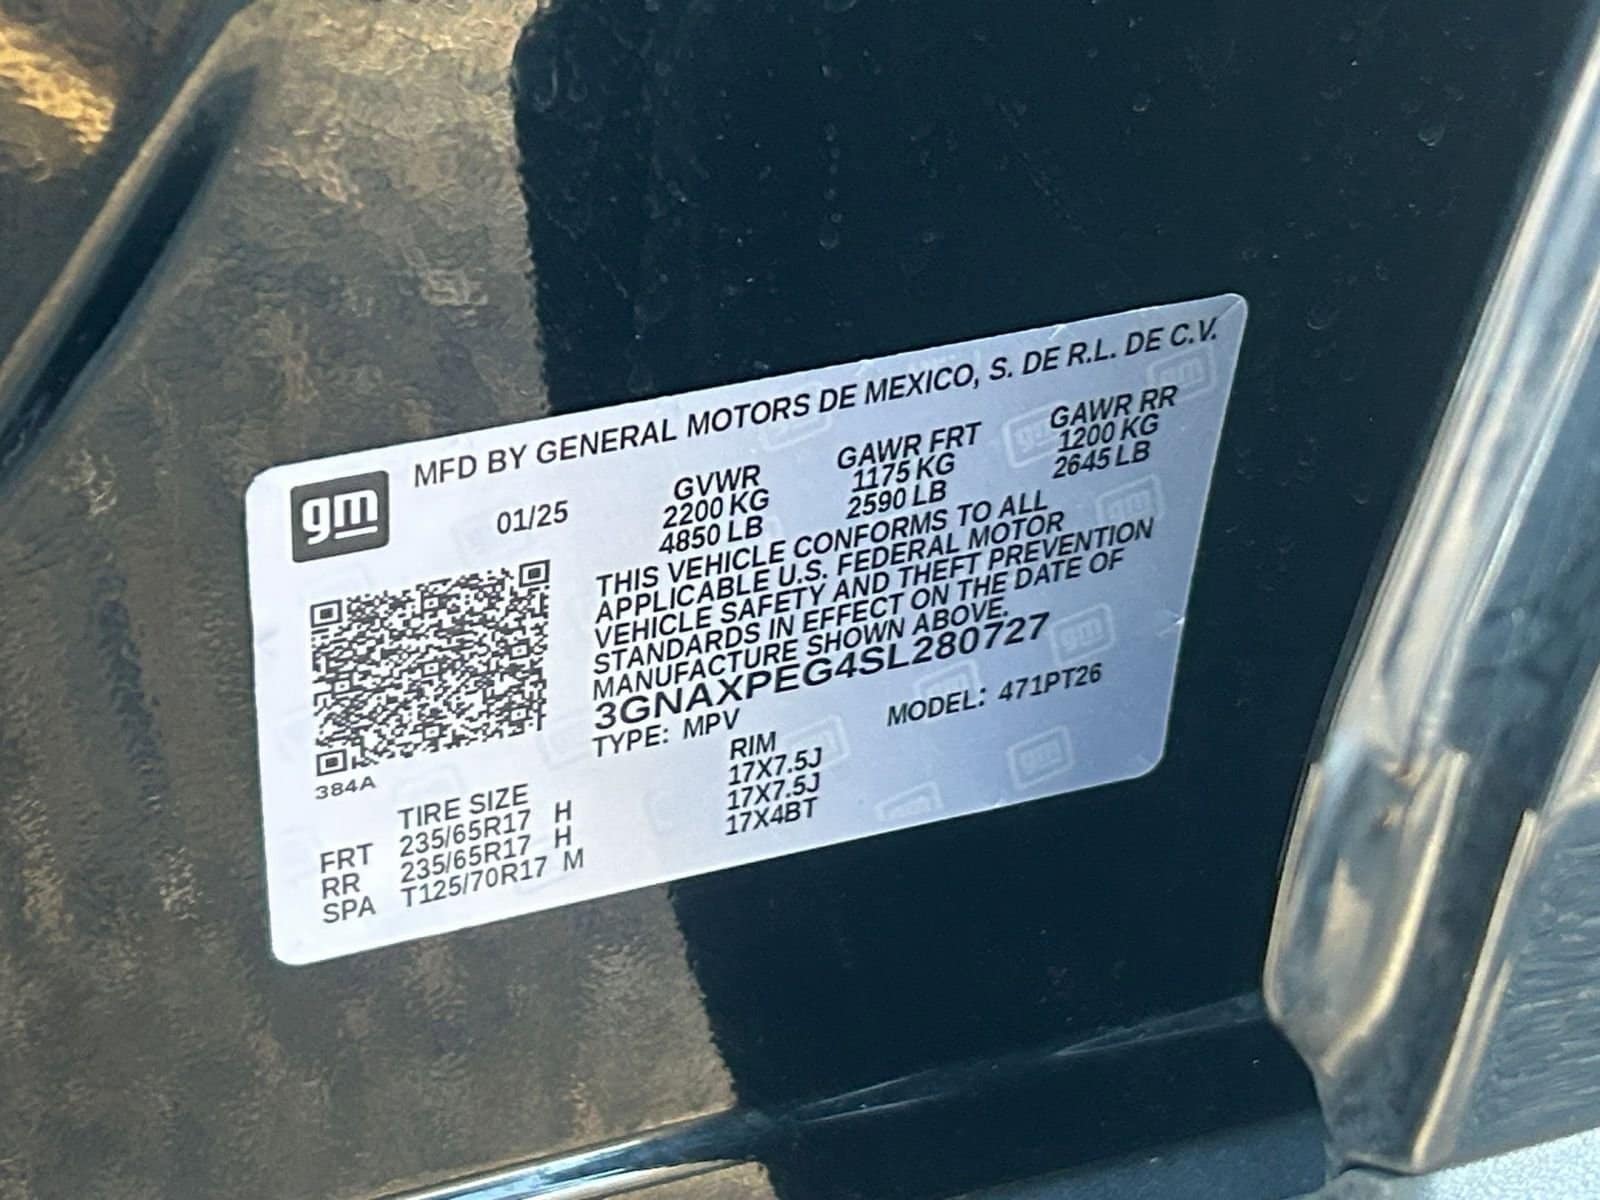 gm
MFD BY GENERAL MOTORS DE MEXICO, S. DE R.L. DE C.V.
01/25
GVWR
2200 KG
4850 LB
GAWR FRT
1175 KG
2590 LB
GAWR RR
1200 KG
2645 LB
THIS VEHICLE CONFORMS TO ALL
APPLICABLE U.S. FEDERAL MOTOR
VEHICLE SAFETY AND THEFT PREVENTION
STANDARDS IN EFFECT ON THE DATE OF
MANUFACTURE SHOWN ABOVE.
3GNAXPEG4SL280727
TYPE: MPV MODEL: 471PT26
384A
TIRE SIZE RIM
FRT 235/65R17 H 17X7.5J
RR 235/65R17 H 17X7.5J
SPA T125/70R17 M 17X4BT